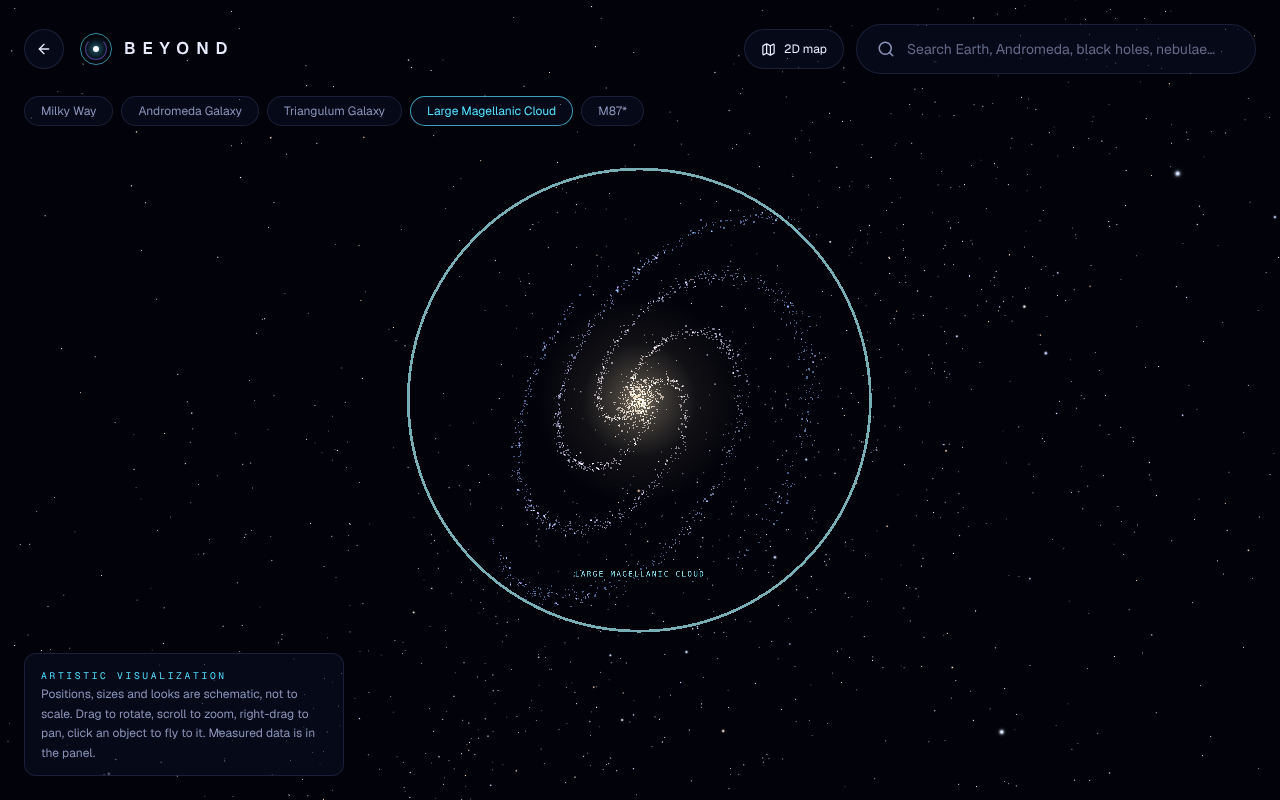 BEYOND
2D map
Search Earth, Andromeda, black holes, nebulae...
Milky Way
Andromeda Galaxy
Triangulum Galaxy
Large Magellanic Cloud
M87*
LARGE MAGELLANIC CLOUD
ARTISTIC VISUALIZATION
Positions, sizes and looks are schematic, not to
scale. Drag to rotate, scroll to zoom, right-drag to
pan, click an object to fly to it. Measured data is in
the panel.